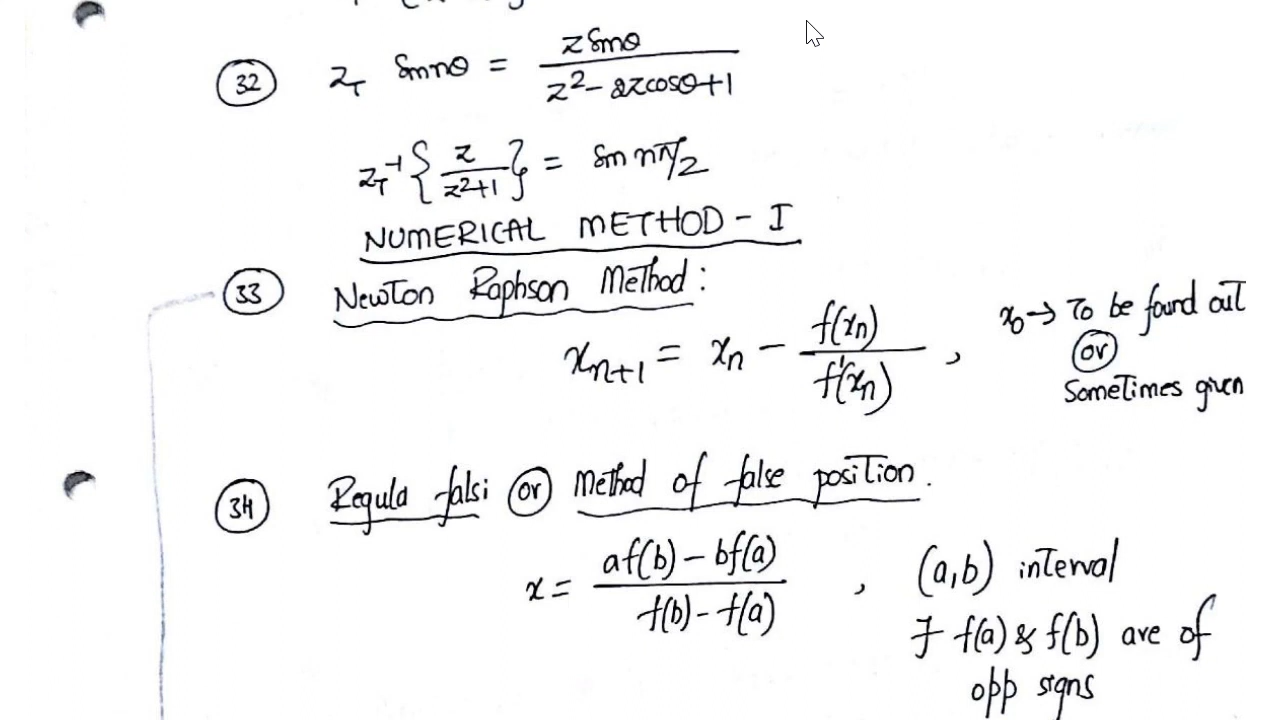 32 Z_T Sin nθ = z Sinθ / z² - 2z cosθ + 1
Z_T⁻¹ { z / z²+1 } = Sin nπ/2
NUMERICAL METHOD - I
33 Newton Raphson Method :
x_{n+1} = x_n - f(x_n) / f'(x_n) , x₀ → To be found out
or
Sometimes given
34 Regula falsi or Method of false position .
x = af(b) - bf(a) / f(b) - f(a) , (a,b) interval
f(a) & f(b) are of
opp signs